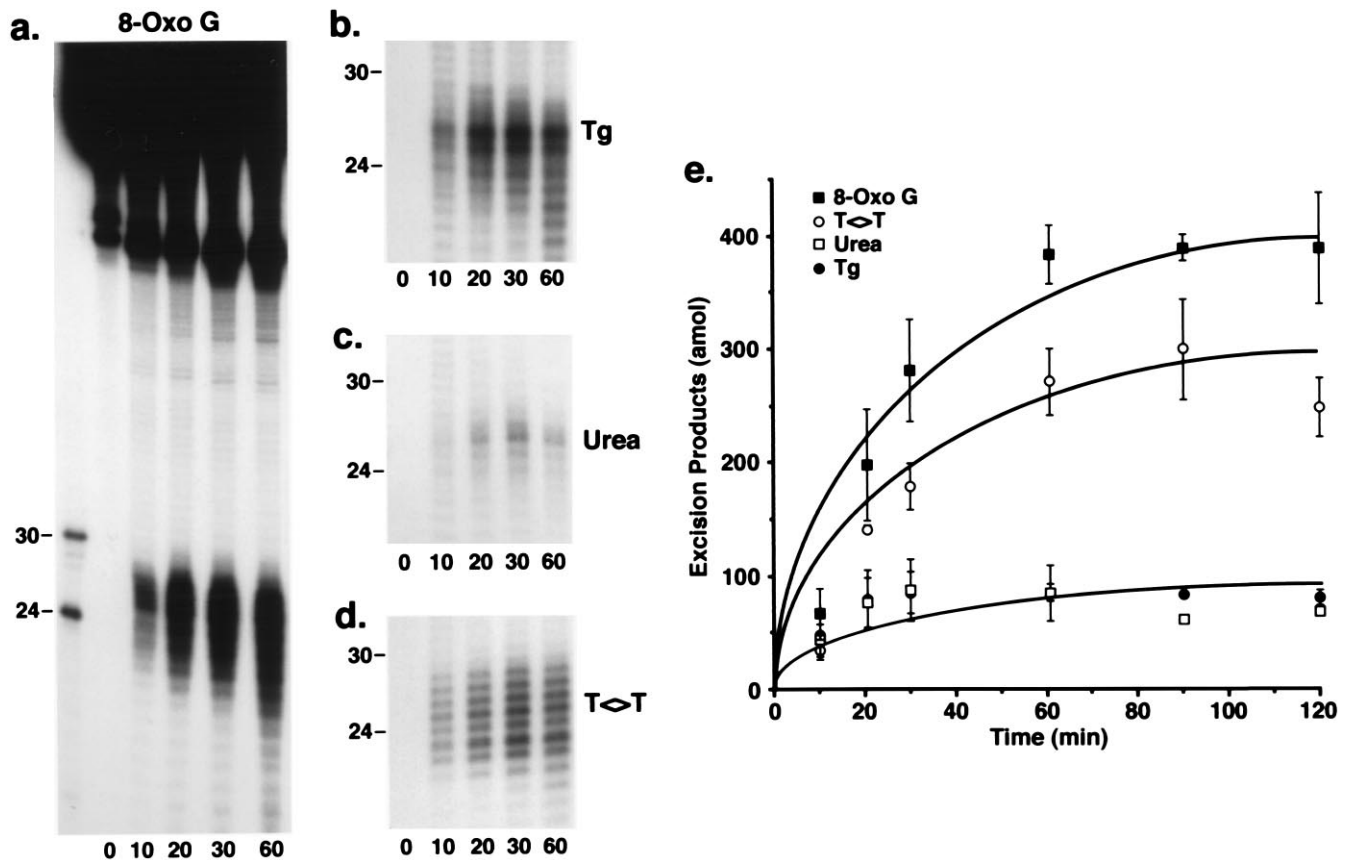 a.
8-Oxo G
30-
24-
0 10 20 30 60
b.
30-
24-
Tg
0 10 20 30 60
c.
30-
24-
Urea
0 10 20 30 60
d.
30-
24-
T<>T
0 10 20 30 60
e.
8-Oxo G
T<>T
Urea
Tg
Excision Products (amol)
400
300
200
100
0
0 20 40 60 80 100 120
Time (min)